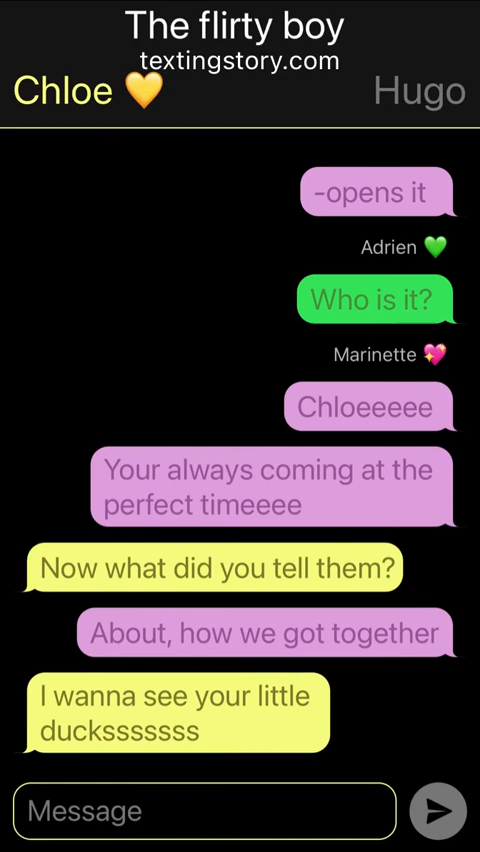 The flirty boy
textingstory.com
Chloe 💛 Hugo
-opens it
Adrien 💚
Who is it?
Marinette 💖
Chloeeeee
Your always coming at the
perfect timeeee
Now what did you tell them?
About, how we got together
I wanna see your little
ducksssssss
Message